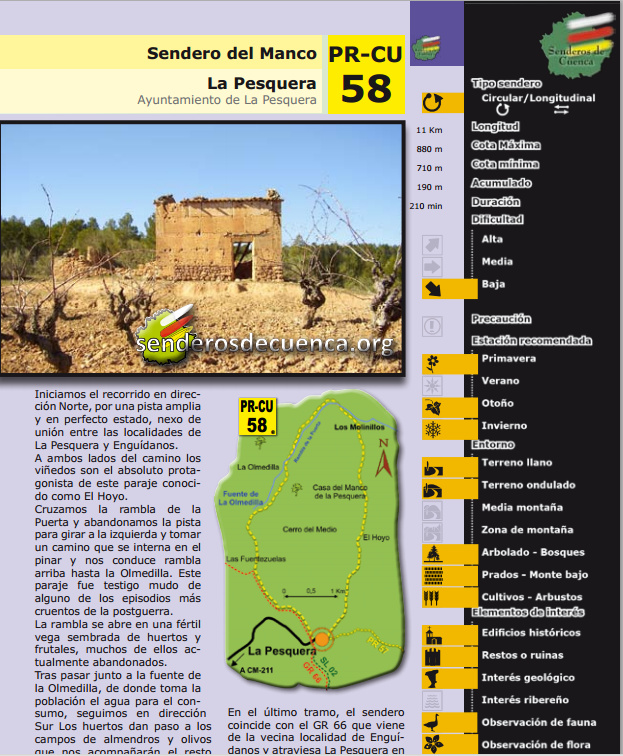 Sendero del Manco
La Pesquera
Ayuntamiento de La Pesquera
PR-CU
58
senderosdecuenca.org
Iniciamos el recorrido en direc-
ción Norte, por una pista amplia
y en perfecto estado, nexo de
unión entre las localidades de
La Pesquera y Enguídanos.
A ambos lados del camino los
viñedos son el absoluto prota-
gonista de este paraje conoci-
do como El Hoyo.
Cruzamos la rambla de la
Puerta y abandonamos la pista
para girar a la izquierda y tomar
un camino que se interna en el
pinar y nos conduce rambla
arriba hasta la Olmedilla. Este
paraje fue testigo mudo de
alguno de los episodios más
cruentos de la postguerra.
La rambla se abre en una fértil
vega sembrada de huertos y
frutales, muchos de ellos ac-
tualmente abandonados.
Tras pasar junto a la fuente de
la Olmedilla, de donde toma la
población el agua para el con-
sumo, seguimos en dirección
Sur Los huertos dan paso a los
campos de almendros y olivos
que nos acompañarán el resto
PR-CU
58
Los Molinillos
Rambla de la Puerta
N
La Olmedilla
Casa del Manco
de la Pesquera
Fuente de
La Olmedilla
Cerro del Medio
El Hoyo
Las Fuentezuelas
0 0,5 1 Km
La Pesquera
A CM-211
SL 02
GR 66
PR-57
En el último tramo, el sendero
coincide con el GR 66 que viene
de la vecina localidad de Enguí-
danos y atraviesa La Pesquera en
11 Km
880 m
710 m
190 m
210 min
Senderos de
Cuenca
Tipo sendero
Circular/Longitudinal
Longitud
Cota Máxima
Cota mínima
Acumulado
Duración
Dificultad
Alta
Media
Baja
Precaución
Estación recomendada
Primavera
Verano
Otoño
Invierno
Entorno
Terreno llano
Terreno ondulado
Media montaña
Zona de montaña
Arbolado - Bosques
Prados - Monte bajo
Cultivos - Arbustos
Elementos de interés
Edificios históricos
Restos o ruinas
Interés geológico
Interés ribereño
Observación de fauna
Observación de flora